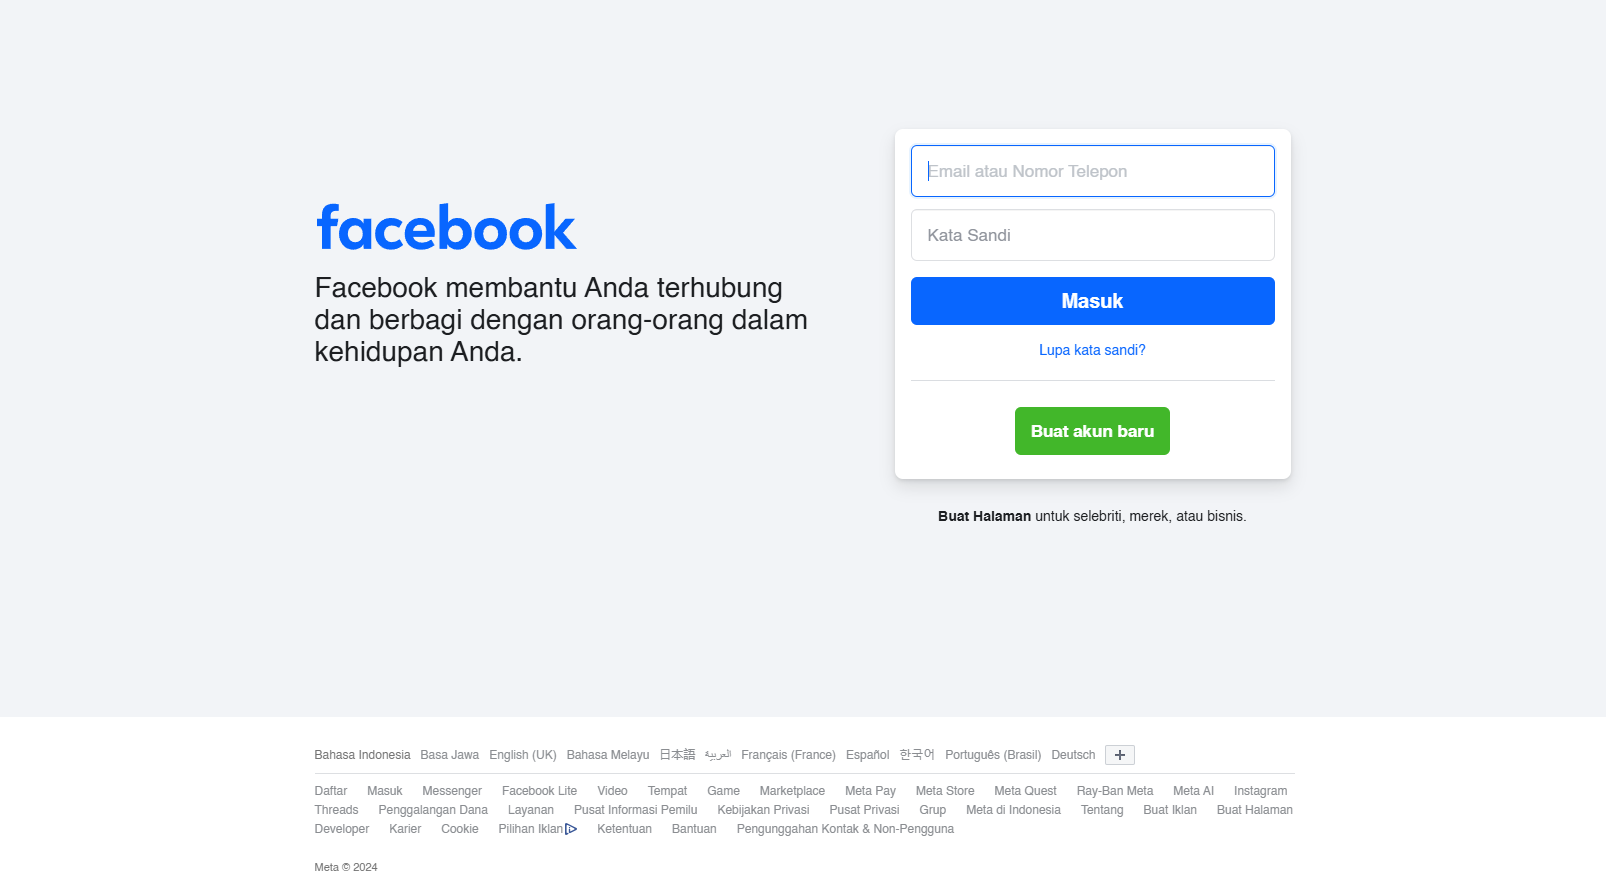 facebook
Facebook membantu Anda terhubung
dan berbagi dengan orang-orang dalam
kehidupan Anda.
Email atau Nomor Telepon
Kata Sandi
Masuk
Lupa kata sandi?
Buat akun baru
Buat Halaman untuk selebriti, merek, atau bisnis.
Bahasa Indonesia Basa Jawa English (UK) Bahasa Melayu 日本語 العربية Français (France) Español 한국어 Português (Brasil) Deutsch +
Daftar Masuk Messenger Facebook Lite Video Tempat Game Marketplace Meta Pay Meta Store Meta Quest Ray-Ban Meta Meta AI Instagram
Threads Penggalangan Dana Layanan Pusat Informasi Pemilu Kebijakan Privasi Pusat Privasi Grup Meta di Indonesia Tentang Buat Iklan Buat Halaman
Developer Karier Cookie Pilihan Iklan Ketentuan Bantuan Pengunggahan Kontak & Non-Pengguna
Meta © 2024